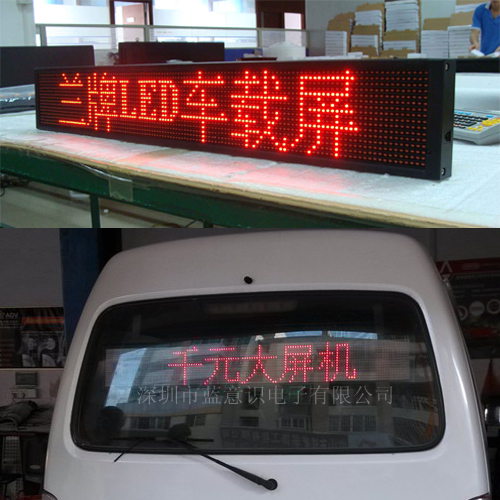 兰牌LED车载屏
千元大屏机
深圳市蓝意识电子有限公司